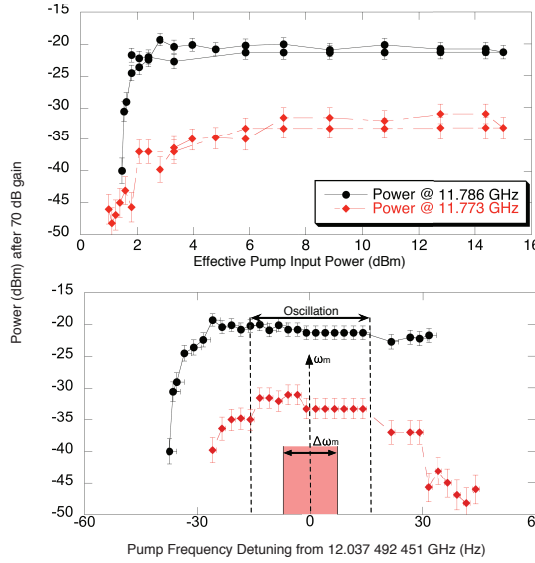 Power (dBm) after 70 dB gain
-15
-20
-25
-30
-35
-40
-45
-50
0 2 4 6 8 10 12 14 16
Effective Pump Input Power (dBm)
Power @ 11.786 GHz
Power @ 11.773 GHz
-15
-20
-25
-30
-35
-40
-45
-50
Oscillation
ωm
Δωm
-60 -30 0 30 6
Pump Frequency Detuning from 12.037 492 451 GHz (Hz)